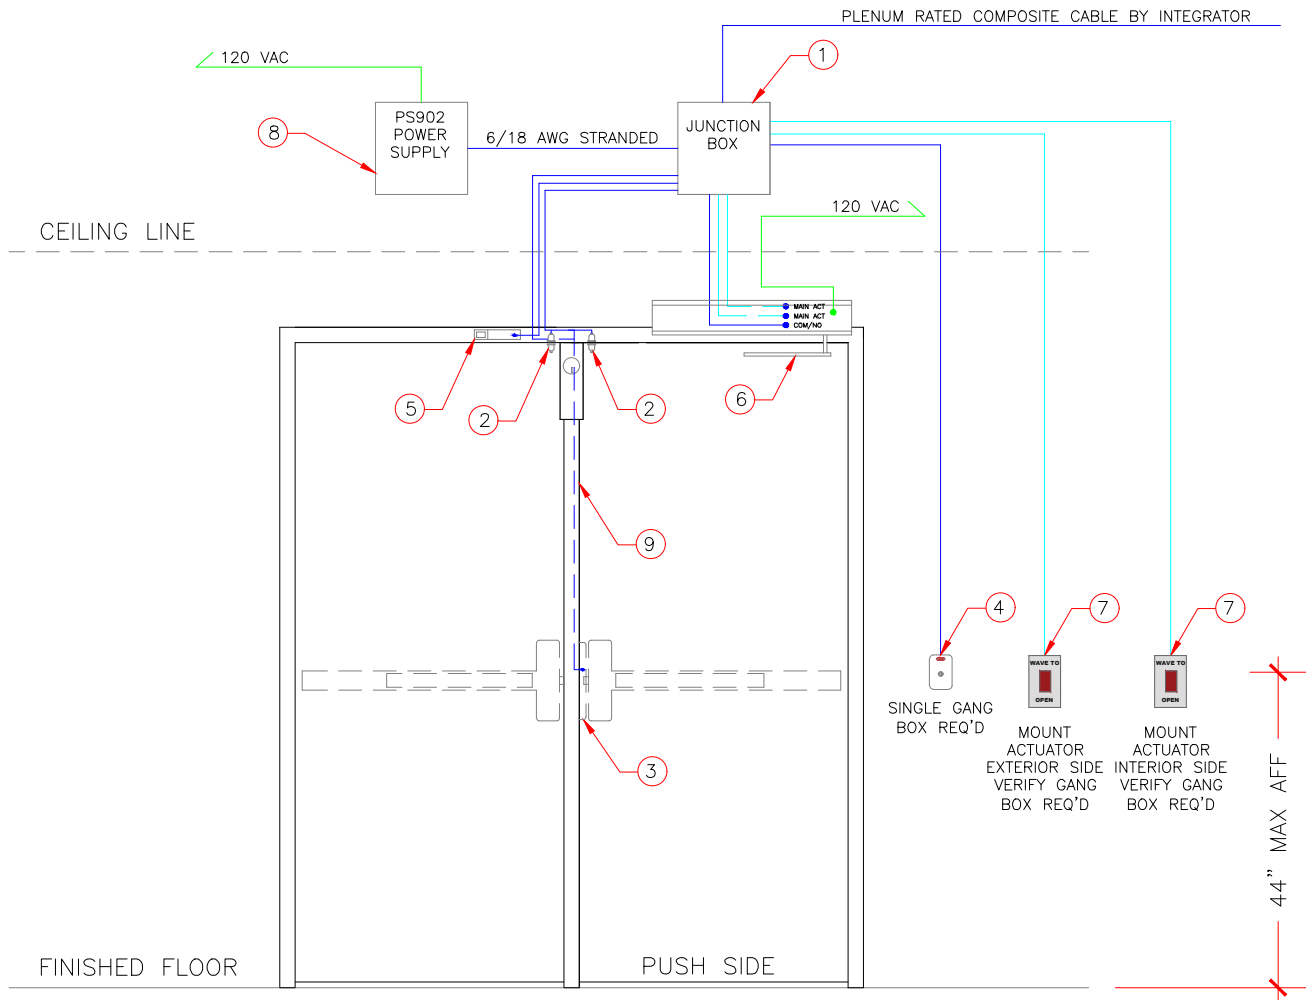 PLENUM RATED COMPOSITE CABLE BY INTEGRATOR
120 VAC
1
PS902
POWER
SUPPLY
8
6/18 AWG STRANDED
JUNCTION
BOX
120 VAC
CEILING LINE
MAIN ACT
MAIN ACT
COM/NO
5
2
2
6
9
4
7
7
WAVE TO
OPEN
WAVE TO
OPEN
SINGLE GANG
BOX REQ'D
MOUNT
ACTUATOR
EXTERIOR SIDE
VERIFY GANG
BOX REQ'D
MOUNT
ACTUATOR
INTERIOR SIDE
VERIFY GANG
BOX REQ'D
3
44" MAX AFF
FINISHED FLOOR
PUSH SIDE